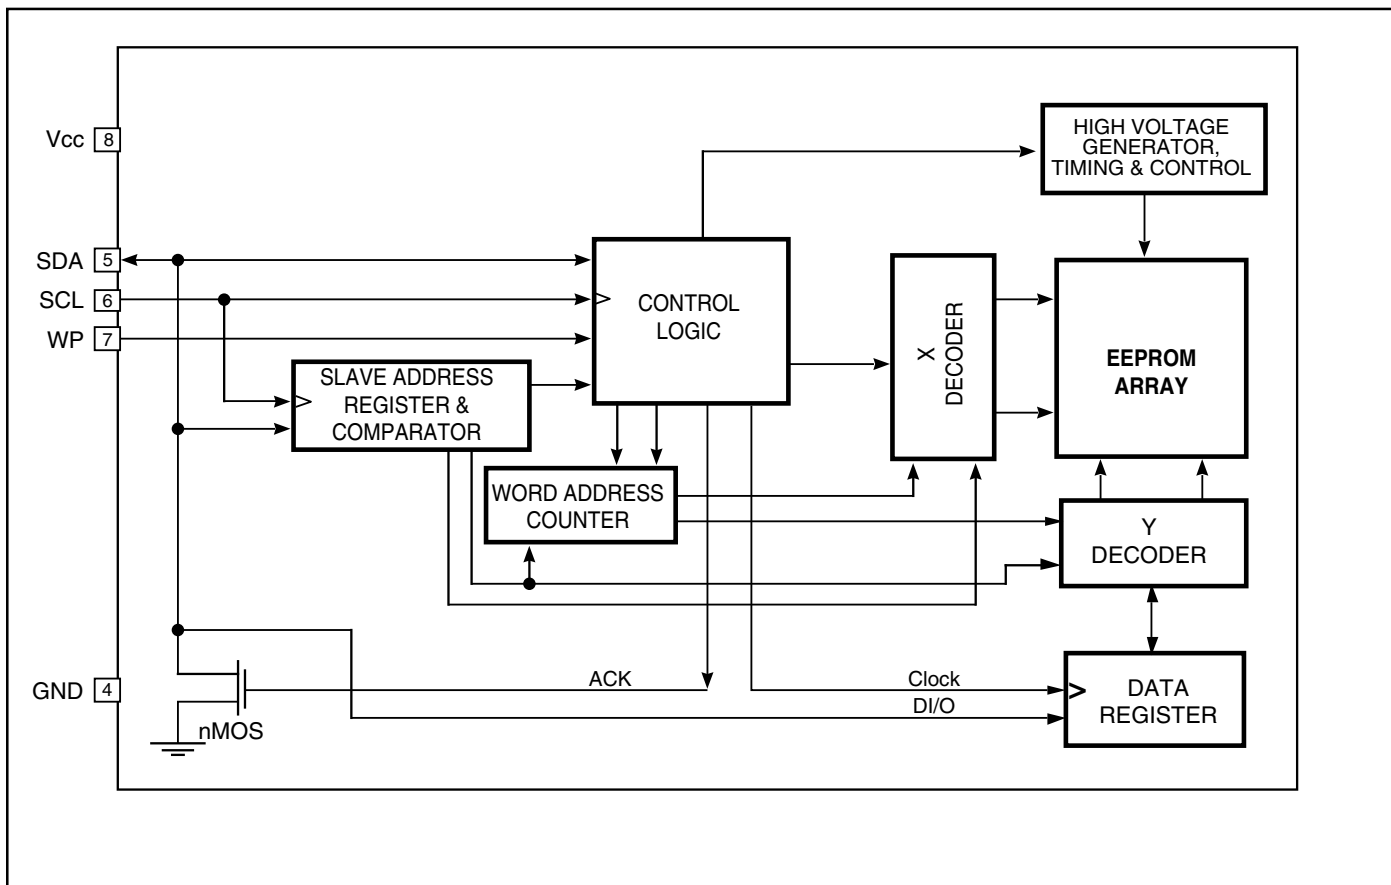 HIGH VOLTAGE
GENERATOR,
TIMING & CONTROL
Vcc 8
SDA 5
SCL 6
WP 7
CONTROL
LOGIC
X
DECODER
EEPROM
ARRAY
SLAVE ADDRESS
REGISTER &
COMPARATOR
WORD ADDRESS
COUNTER
Y
DECODER
GND 4
nMOS
ACK
Clock
DI/O
DATA
REGISTER